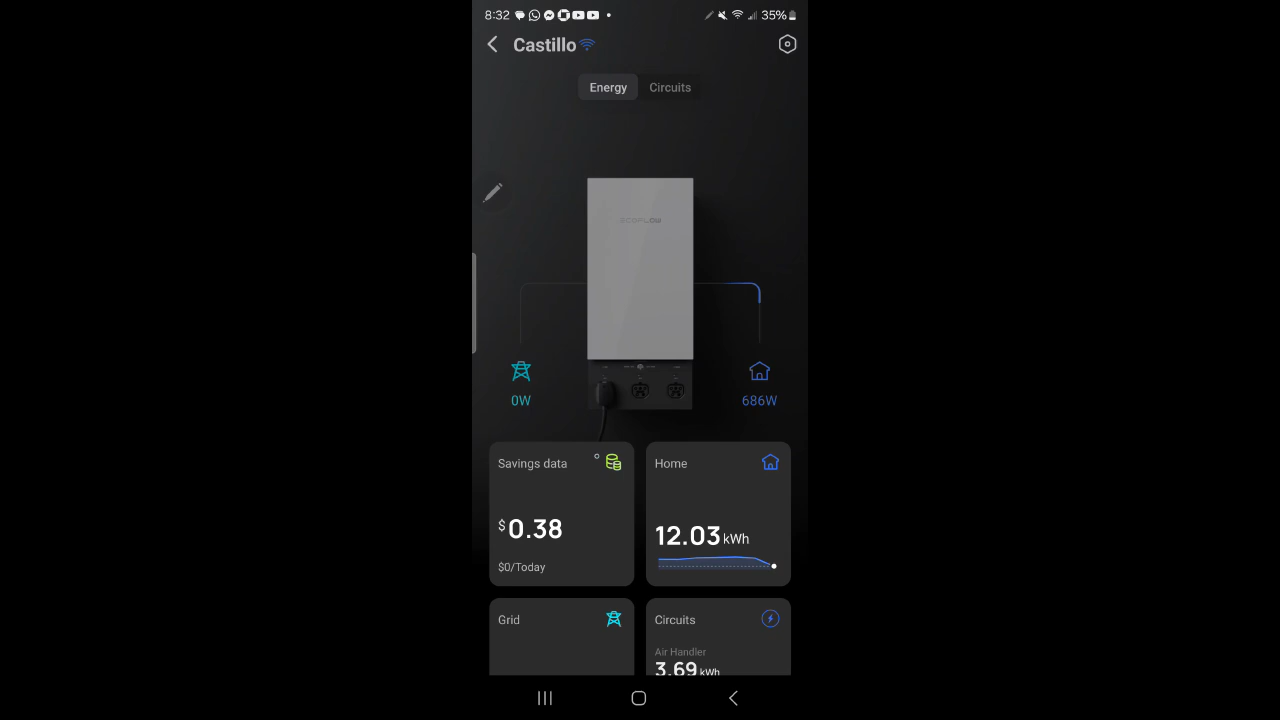 8:32
35%
Castillo
Energy
Circuits
ECOFLOW
0W
686W
Savings data
Home
$0.38
12.03 kWh
$0/Today
Grid
Circuits
Air Handler
3.69 kWh